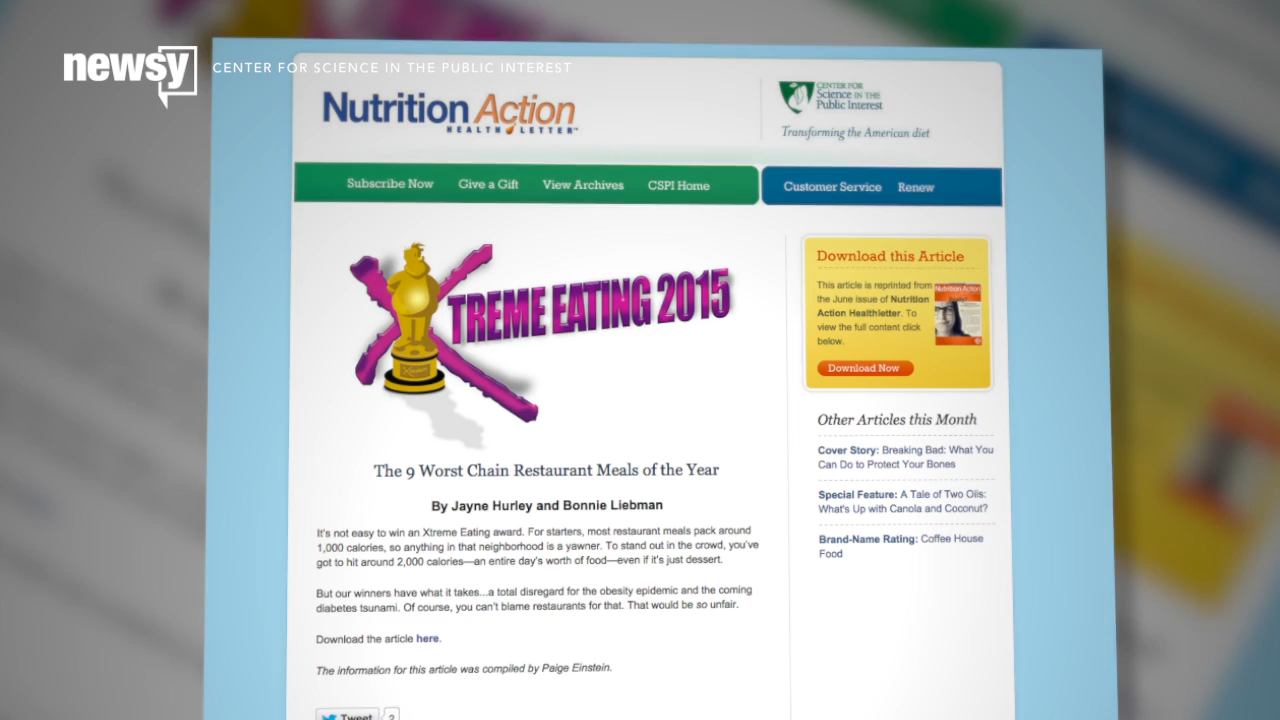 newsy
CENTER FOR SCIENCE IN THE PUBLIC INTEREST
Nutrition Action
HEALTH LETTER™
CENTER FOR
Science IN THE
Public Interest
Transforming the American diet
Subscribe Now Give a Gift View Archives CSPI Home
Customer Service Renew
XTREME EATING 2015
The 9 Worst Chain Restaurant Meals of the Year
By Jayne Hurley and Bonnie Liebman
It's not easy to win an Xtreme Eating award. For starters, most restaurant meals pack around
1,000 calories, so anything in that neighborhood is a yawner. To stand out in the crowd, you've
got to hit around 2,000 calories—an entire day's worth of food—even if it's just dessert.
But our winners have what it takes...a total disregard for the obesity epidemic and the coming
diabetes tsunami. Of course, you can't blame restaurants for that. That would be so unfair.
Download the article here.
The information for this article was compiled by Paige Einstein.
Tweet 2
Download this Article
This article is reprinted from
the June issue of Nutrition
Action Healthletter. To
view the full content click
below.
Nutrition Action
Download Now
Other Articles this Month
Cover Story: Breaking Bad: What You
Can Do to Protect Your Bones
Special Feature: A Tale of Two Oils:
What's Up with Canola and Coconut?
Brand-Name Rating: Coffee House
Food